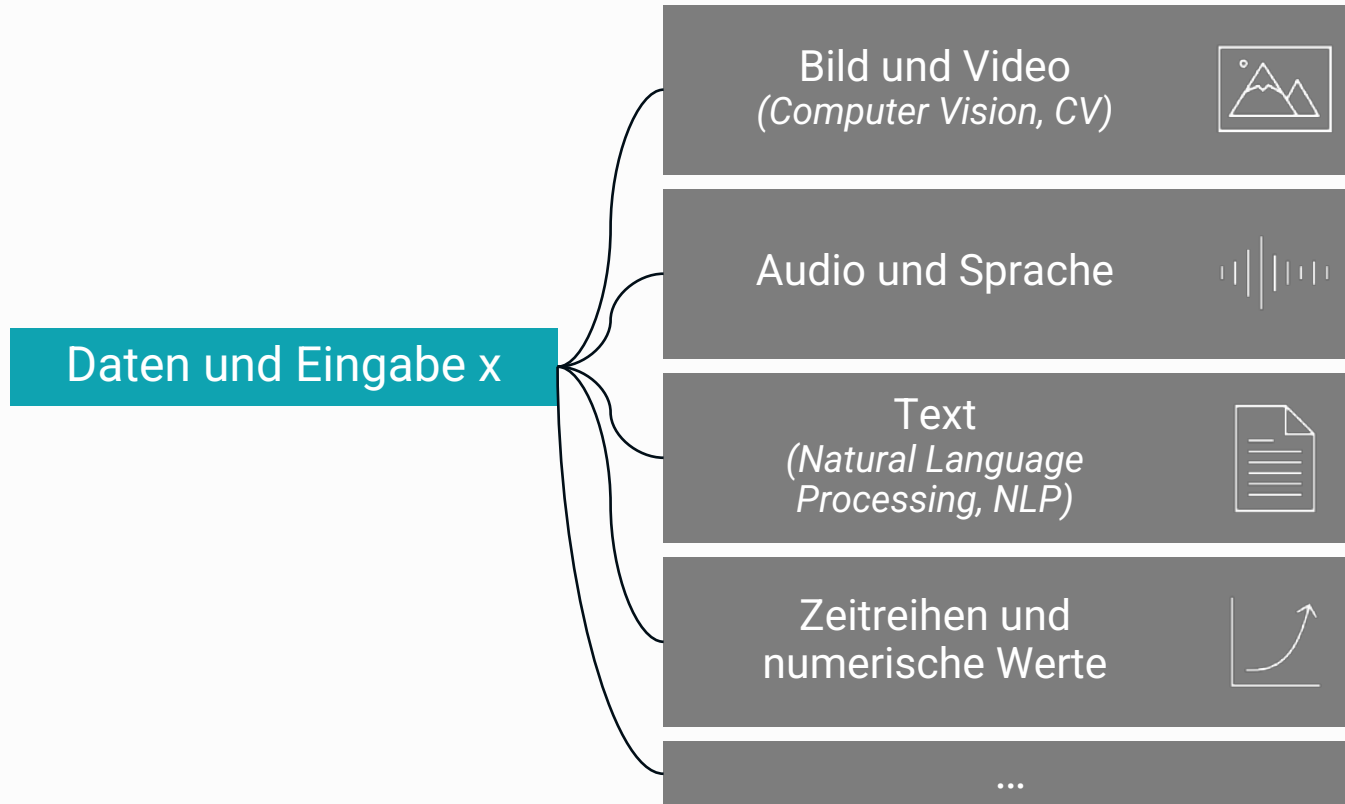 Bild und Video
(Computer Vision, CV)
Audio und Sprache
Daten und Eingabe x
Text
(Natural Language
Processing, NLP)
Zeitreihen und
numerische Werte
...